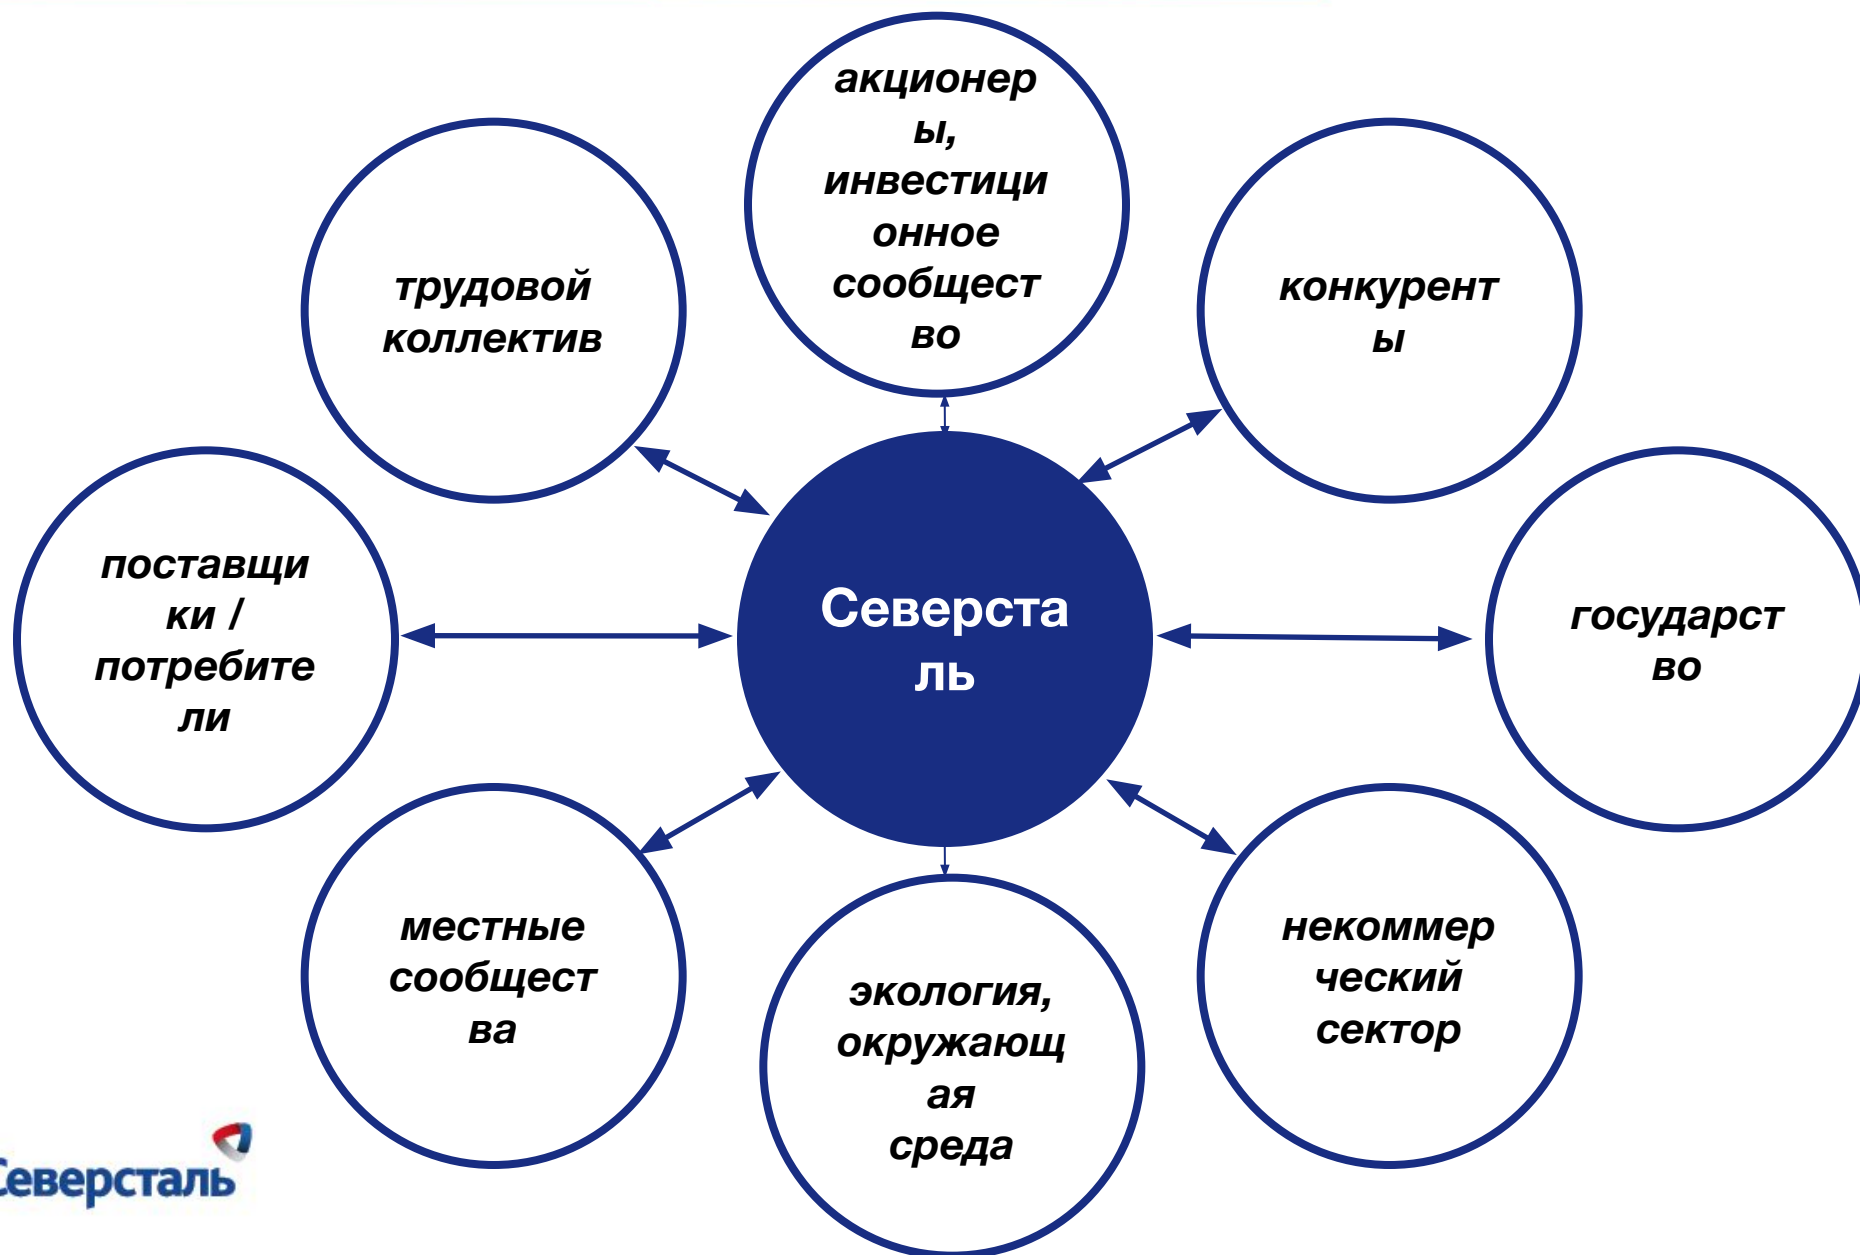 акционер
ы,
инвестици
онное
сообщест
во
трудовой
коллектив
конкурент
ы
поставщи
ки /
потребите
ли
Северста
ль
государст
во
местные
сообщест
ва
экология,
окружающ
ая
среда
некоммер
ческий
сектор
Северсталь